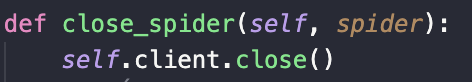 def close_spider(self, spider):
    self.client.close()